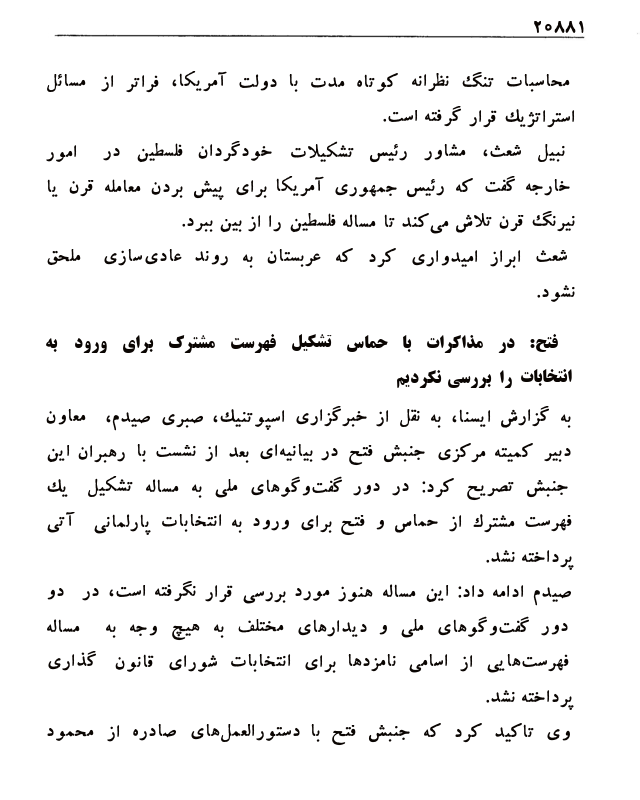 ۲۰۸۸۱
محاسبات تنگ نظرانه کوتاه مدت با دولت آمریکا، فراتر از مسائل
استراتژیك قرار گرفته است.
نبیل شعث، مشاور رئیس تشکیلات خودگردان فلسطین در امور
خارجه گفت که رئیس جمهوری آمریکا برای پیش بردن معامله قرن یا
نیرنگ قرن تلاش می‌کند تا مساله فلسطین را از بین ببرد.
شعث ابراز امیدواری کرد که عربستان به روند عادی‌سازی ملحق
نشود.
فتح: در مذاکرات با حماس تشکیل فهرست مشترک برای ورود به
انتخابات را بررسی نکردیم
به گزارش ایسنا، به نقل از خبرگزاری اسپوتنیك، صبری صیدم، معاون
دبیر کمیته مرکزی جنبش فتح در بیانیه‌ای بعد از نشست با رهبران این
جنبش تصریح کرد: در دور گفت‌وگوهای ملی به مساله تشکیل یك
فهرست مشترك از حماس و فتح برای ورود به انتخابات پارلمانی آتی
پرداخته نشد.
صیدم ادامه داد: این مساله هنوز مورد بررسی قرار نگرفته است، در دو
دور گفت‌وگوهای ملی و دیدارهای مختلف به هیچ وجه به مساله
فهرست‌هایی از اسامی نامزدها برای انتخابات شورای قانون گذاری
پرداخته نشد.
وی تاکید کرد که جنبش فتح با دستورالعمل‌های صادره از محمود